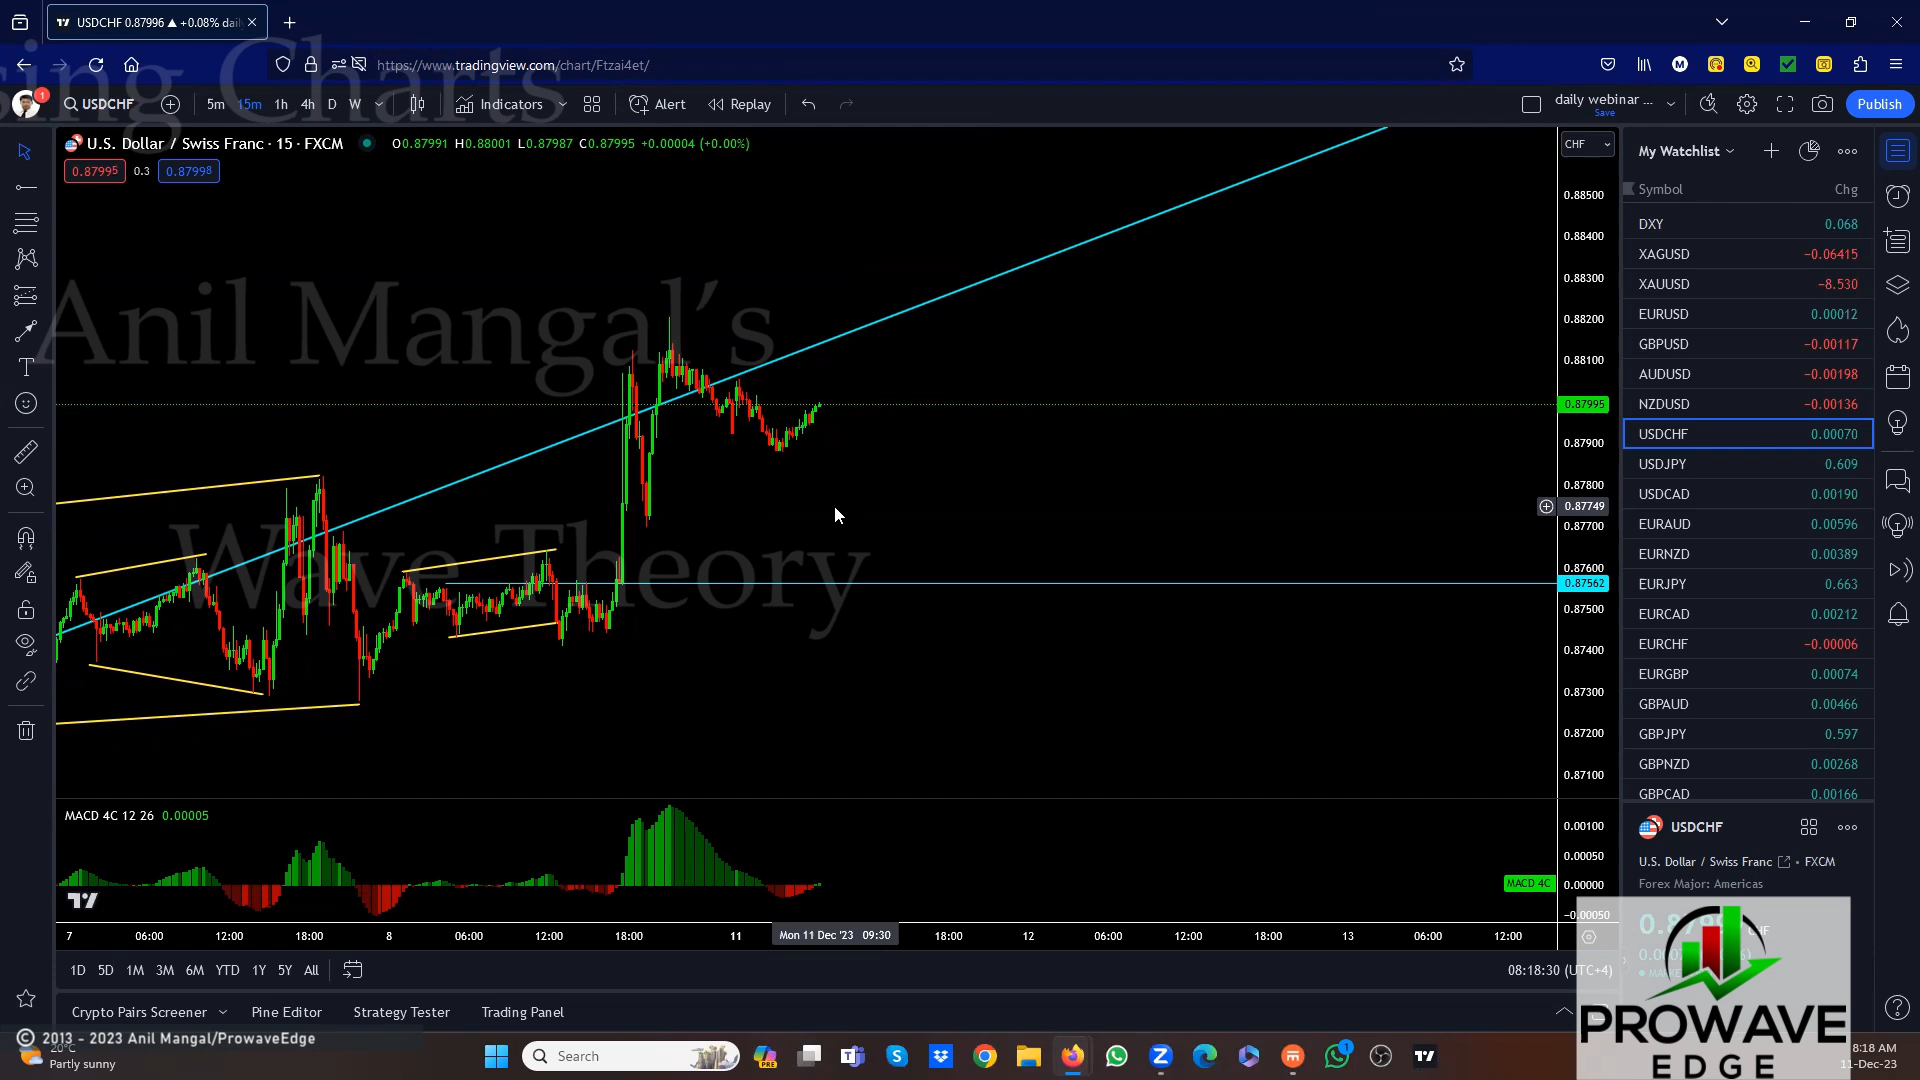 USDCHF 0.87996 ▲ +0.08% dai
https://www.tradingview.com/chart/Ftzai4et/
sing Charts
1
USDCHF
5m 15m 1h 4h D W
Indicators
Alert
Replay
daily webinar ...
Save
Publish
U.S. Dollar / Swiss Franc · 15 · FXCM
O0.87991 H0.88001 L0.87987 C0.87995 +0.00004 (+0.00%)
0.87995 0.3 0.87998
CHF
0.88500
0.88400
0.88300
0.88200
0.88100
0.87995
0.87900
0.87800
0.87749
0.87700
0.87600
0.87562
0.87500
0.87400
0.87300
0.87200
0.87100
Anil Mangal's
Wave Theory
MACD 4C 12 26 0.00005
0.00100
0.00050
MACD 4C 0.00000
−0.00050
7 06:00 12:00 18:00 8 06:00 12:00 18:00 11 Mon 11 Dec '23 09:30 18:00 12 06:00 12:00 18:00 13 06:00 12:00
1D 5D 1M 3M 6M YTD 1Y 5Y All
08:18:30 (UTC+4)
Crypto Pairs Screener Pine Editor Strategy Tester Trading Panel
My Watchlist
Symbol Chg
DXY 0.068
XAGUSD −0.06415
XAUUSD −8.530
EURUSD 0.00012
GBPUSD −0.00117
AUDUSD −0.00198
NZDUSD −0.00136
USDCHF 0.00070
USDJPY 0.609
USDCAD 0.00190
EURAUD 0.00596
EURNZD 0.00389
EURJPY 0.663
EURCAD 0.00212
EURCHF −0.00006
EURGBP 0.00074
GBPAUD 0.00466
GBPJPY 0.597
GBPNZD 0.00268
GBPCAD 0.00166
USDCHF
U.S. Dollar / Swiss Franc • FXCM
Forex Major: Americas
PROWAVE
EDGE
© 2013 - 2023 Anil Mangal/ProwaveEdge
20°C
Partly sunny
Search
PRE
1
8:18 AM
11-Dec-23